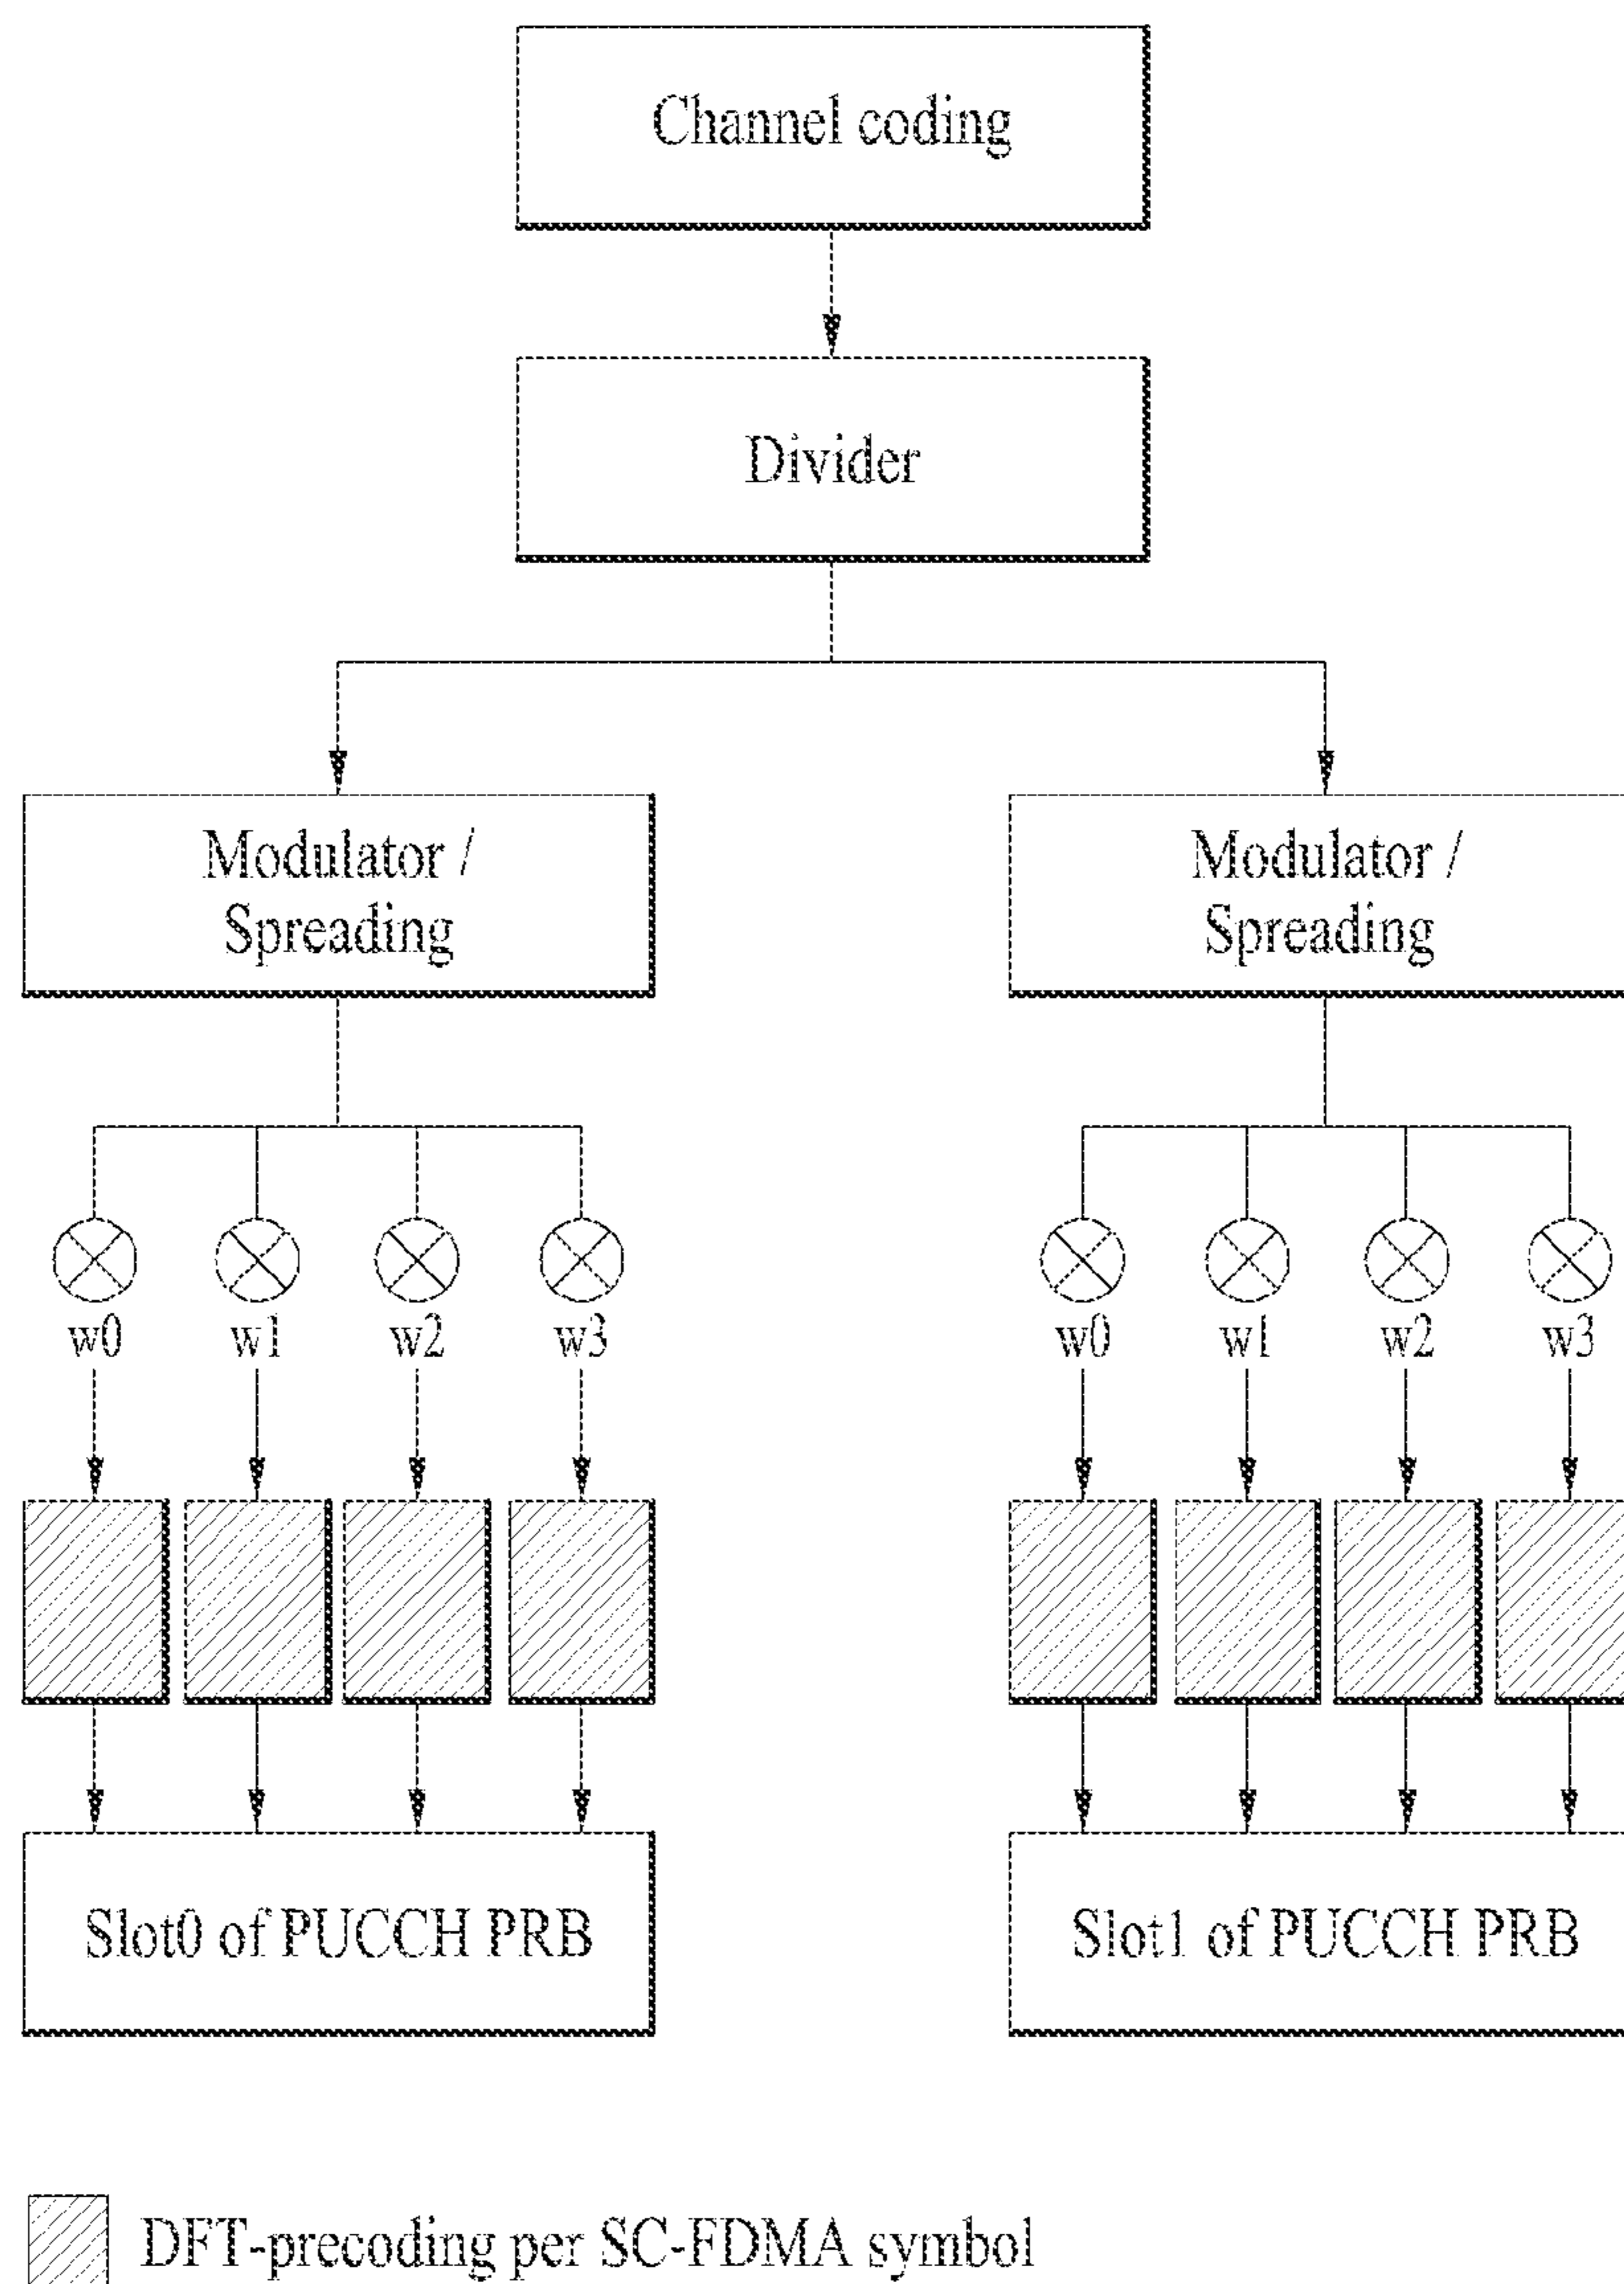 Channel coding
Divider
Modulator /
Spreading
Modulator /
Spreading
w0 w1 w2 w3
w0 w1 w2 w3
Slot0 of PUCCH PRB
Slot1 of PUCCH PRB
DFT-precoding per SC-FDMA symbol